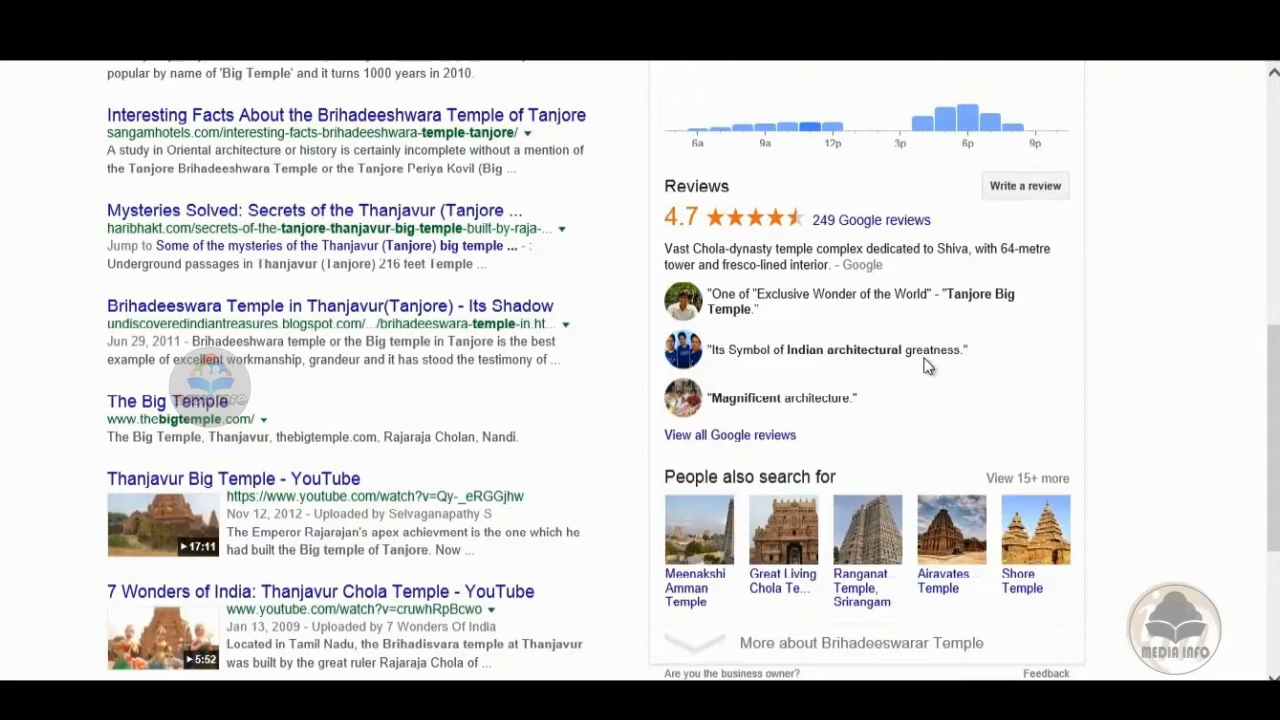 popular by name of 'Big Temple' and it turns 1000 years in 2010.
Interesting Facts About the Brihadeeshwara Temple of Tanjore
sangamhotels.com/interesting-facts-brihadeeshwara-temple-tanjore/
A study in Oriental architecture or history is certainly incomplete without a mention of
the Tanjore Brihadeeshwara Temple or the Tanjore Periya Kovil (Big ...
Mysteries Solved: Secrets of the Thanjavur (Tanjore ...
haribhakt.com/secrets-of-the-tanjore-thanjavur-big-temple-built-by-raja-...
Jump to Some of the mysteries of the Thanjavur (Tanjore) big temple ... - :
Underground passages in Thanjavur (Tanjore) 216 feet Temple ...
Brihadeeswara Temple in Thanjavur(Tanjore) - Its Shadow
undiscoveredindiantreasures.blogspot.com/.../brihadeeswara-temple-in.ht...
Jun 29, 2011 - Brihadeeswara temple or the Big temple in Tanjore is the best
example of excellent workmanship, grandeur and it has stood the testimony of ...
The Big Temple
www.thebigtemple.com/
The Big Temple, Thanjavur, thebigtemple.com, Rajaraja Cholan, Nandi.
Thanjavur Big Temple - YouTube
https://www.youtube.com/watch?v=Qy-_eRGGjhw
Nov 12, 2012 - Uploaded by Selvaganapathy S
The Emperor Rajarajan's apex achievment is the one which he
had built the Big temple of Tanjore. Now ...
17:11
7 Wonders of India: Thanjavur Chola Temple - YouTube
www.youtube.com/watch?v=cruwhRpBcwo
Jan 13, 2009 - Uploaded by 7 Wonders Of India
Located in Tamil Nadu, the Brihadisvara temple at Thanjavur
was built by the great ruler Rajaraja Chola of ...
5:52
6a 9a 12p 3p 6p 9p
Reviews
Write a review
4.7 249 Google reviews
Vast Chola-dynasty temple complex dedicated to Shiva, with 64-metre
tower and fresco-lined interior. - Google
"One of "Exclusive Wonder of the World" - "Tanjore Big
Temple."
"Its Symbol of Indian architectural greatness."
"Magnificent architecture."
View all Google reviews
People also search for
View 15+ more
Meenakshi
Amman
Temple
Great Living
Chola Te...
Ranganat...
Temple,
Srirangam
Airavates...
Temple
Shore
Temple
More about Brihadeeswarar Temple
Are you the business owner?
Feedback
MEDIA INFO